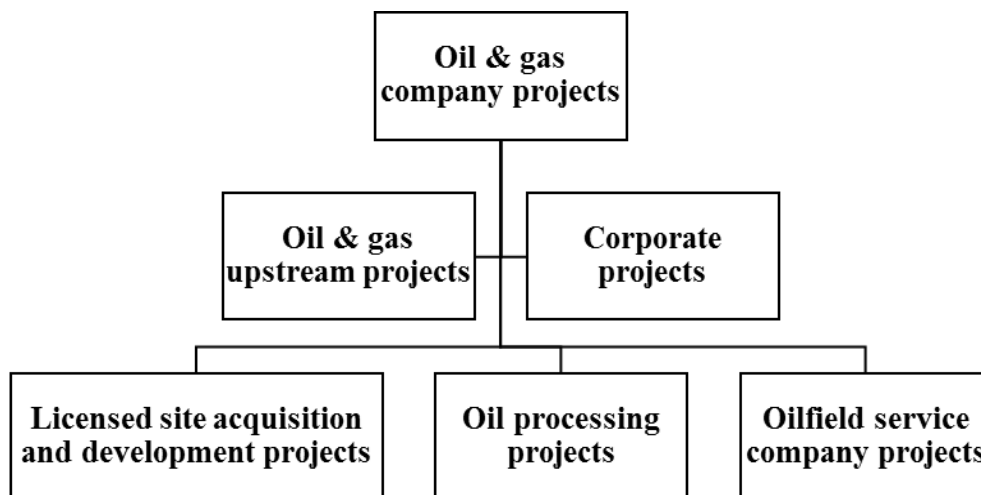 Oil & gas
company projects
Oil & gas
upstream projects
Corporate
projects
Licensed site acquisition
and development projects
Oil processing
projects
Oilfield service
company projects